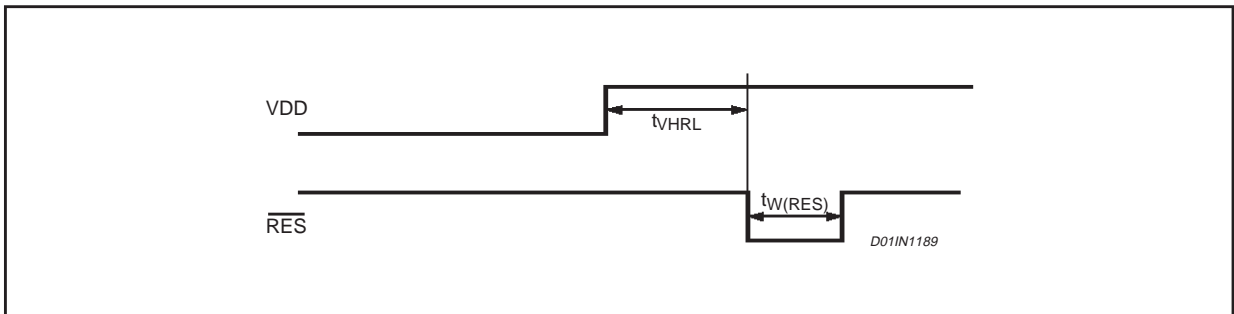 VDD
tVHRL
tW(RES)
RES
D01IN1189